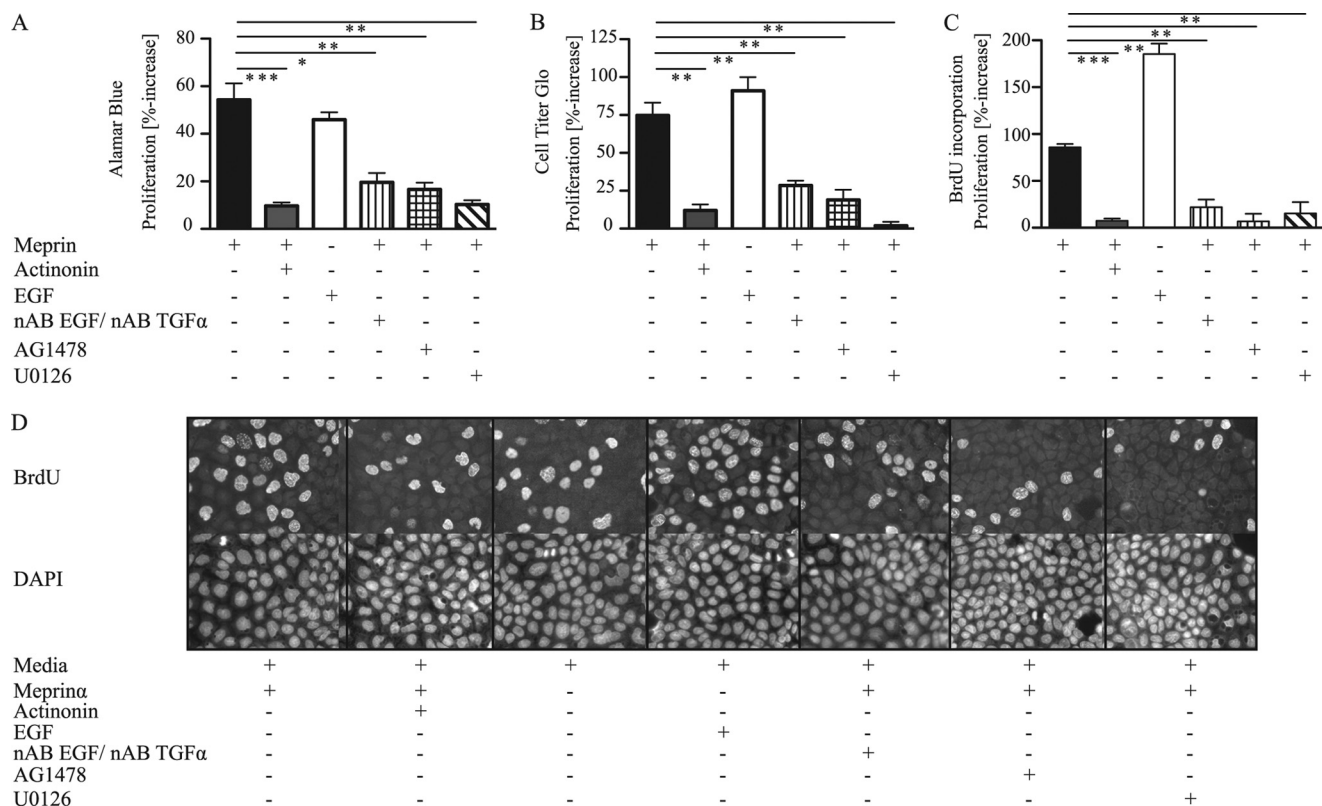 A
Alamar Blue
Proliferation [%-increase]
80
60
40
20
0
**
**
*
***
B
Cell Titer Glo
Proliferation [%-increase]
125
100
75
50
25
0
**
**
**
**
**
C
BrdU incorporation
Proliferation [%-increase]
200
150
100
50
0
**
**
**
**
***
Meprin + + - + + + + + - + + + + + - + + +
Actinonin - + - - - - - + - - - - - + - - - -
EGF - - + - - - - - + - - - - - + - - -
nAB EGF/ nAB TGFα - - - + - - - - - + - - - - - + - -
AG1478 - - - - + - - - - - + - - - - - + -
U0126 - - - - - + - - - - - + - - - - - +
D
BrdU
DAPI
Media + + + + + + +
Meprinα + + - - + + +
Actinonin - + - - - - -
EGF - - - + - - -
nAB EGF/ nAB TGFα - - - - + - -
AG1478 - - - - - + -
U0126 - - - - - - +